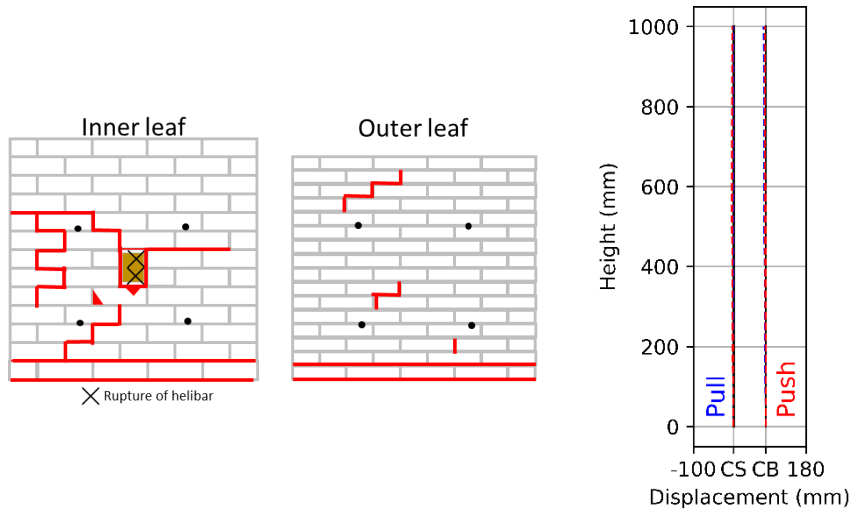 Inner leaf
Outer leaf
Rupture of helibar
Height (mm)
1000
800
600
400
200
0
Pull
Push
-100 CS CB 180
Displacement (mm)